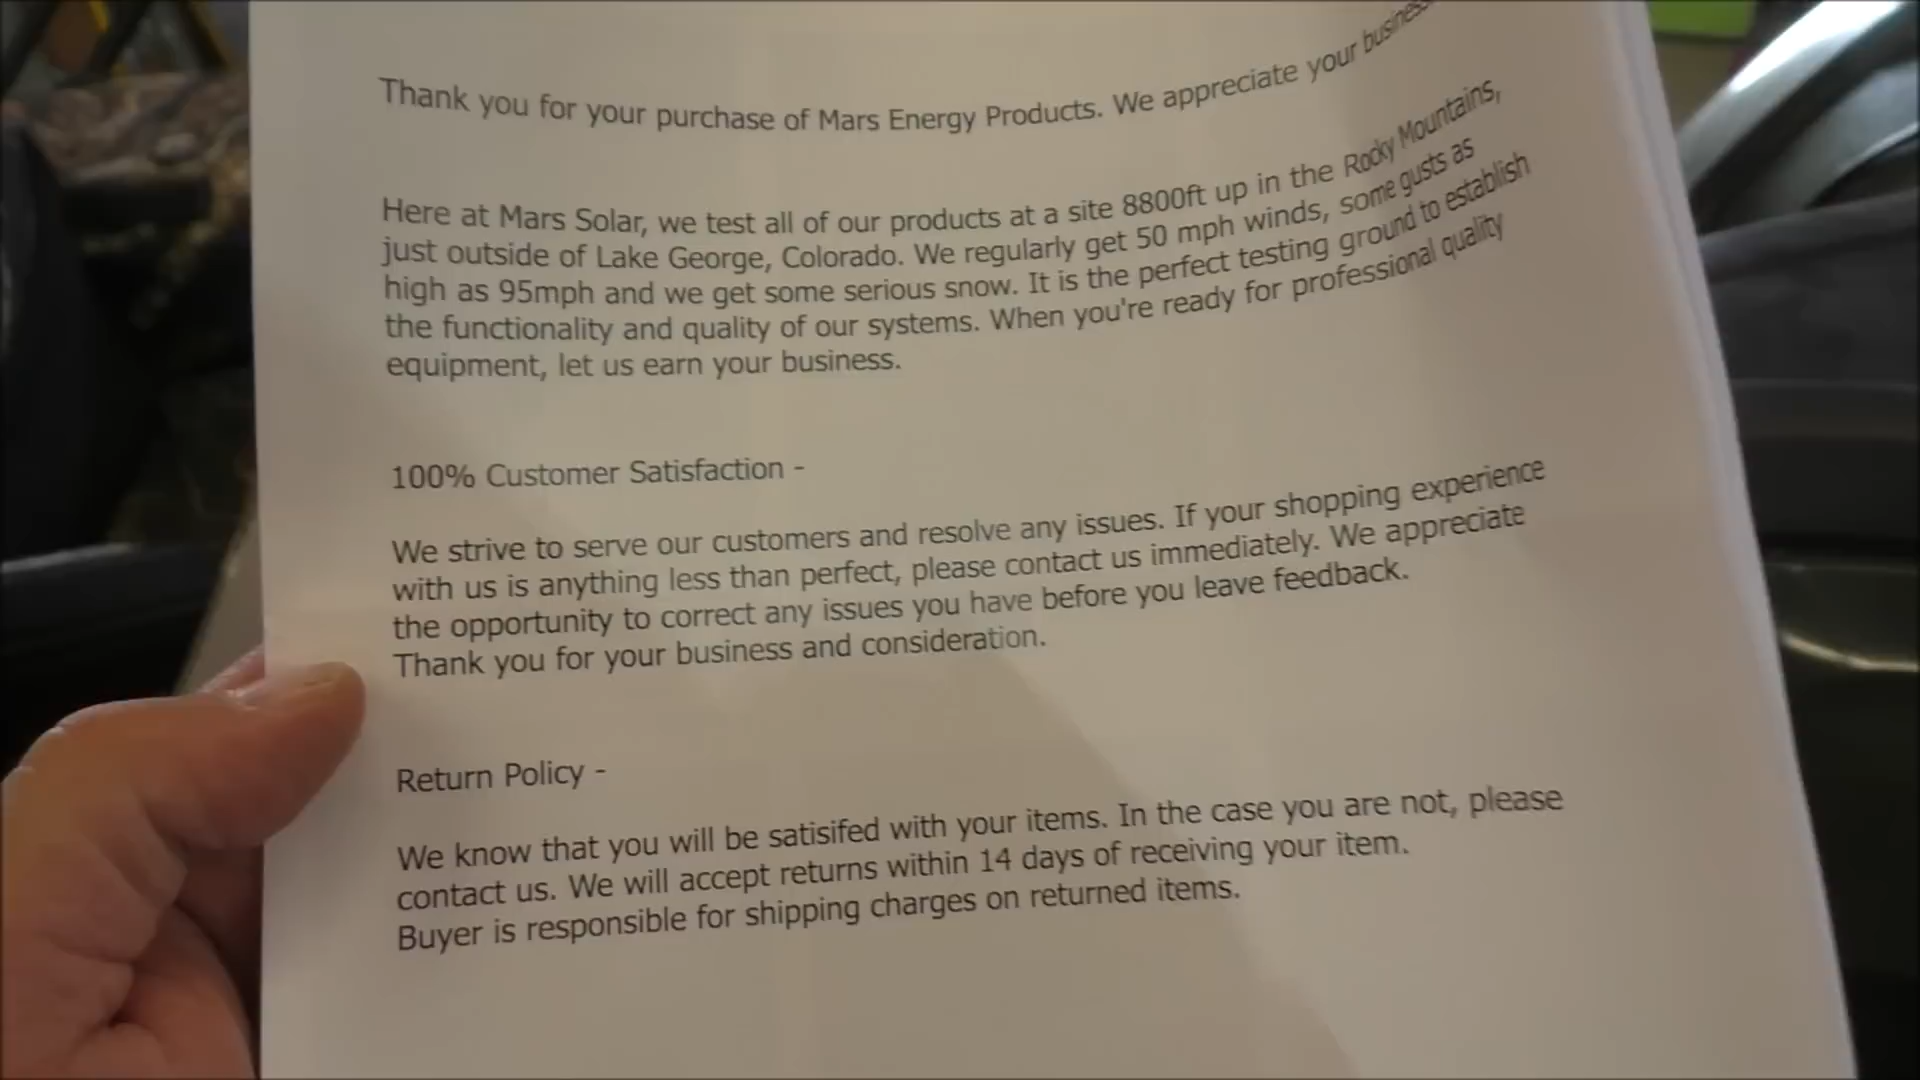 Thank you for your purchase of Mars Energy Products. We appreciate your business
Here at Mars Solar, we test all of our products at a site 8800ft up in the Rocky Mountains,
just outside of Lake George, Colorado. We regularly get 50 mph winds, some gusts as
high as 95mph and we get some serious snow. It is the perfect testing ground to establish
the functionality and quality of our systems. When you're ready for professional quality
equipment, let us earn your business.
100% Customer Satisfaction -
We strive to serve our customers and resolve any issues. If your shopping experience
with us is anything less than perfect, please contact us immediately. We appreciate
the opportunity to correct any issues you have before you leave feedback.
Thank you for your business and consideration.
Return Policy -
We know that you will be satisifed with your items. In the case you are not, please
contact us. We will accept returns within 14 days of receiving your item.
Buyer is responsible for shipping charges on returned items.